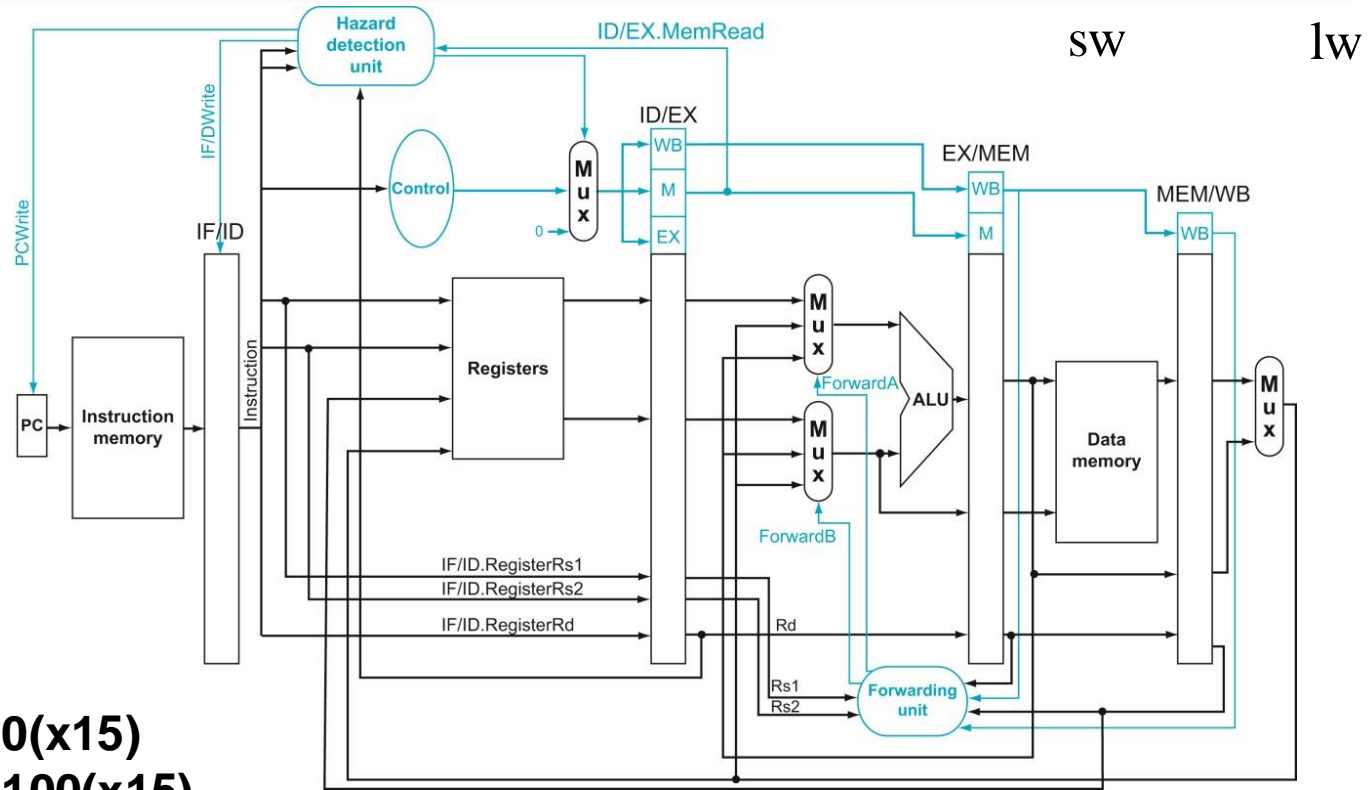 Hazard
detection
unit
ID/EX.MemRead
sw
lw
IF/DWrite
PCWrite
ID/EX
WB
M
EX
Control
M
u
x
0
EX/MEM
WB
M
MEM/WB
WB
IF/ID
PC
Instruction
memory
Instruction
Registers
M
u
x
ForwardA
M
u
x
ForwardB
ALU
Data
memory
M
u
x
IF/ID.RegisterRs1
IF/ID.RegisterRs2
IF/ID.RegisterRd
Rd
Rs1
Rs2
Forwarding
unit
0(x15)
100(x15)